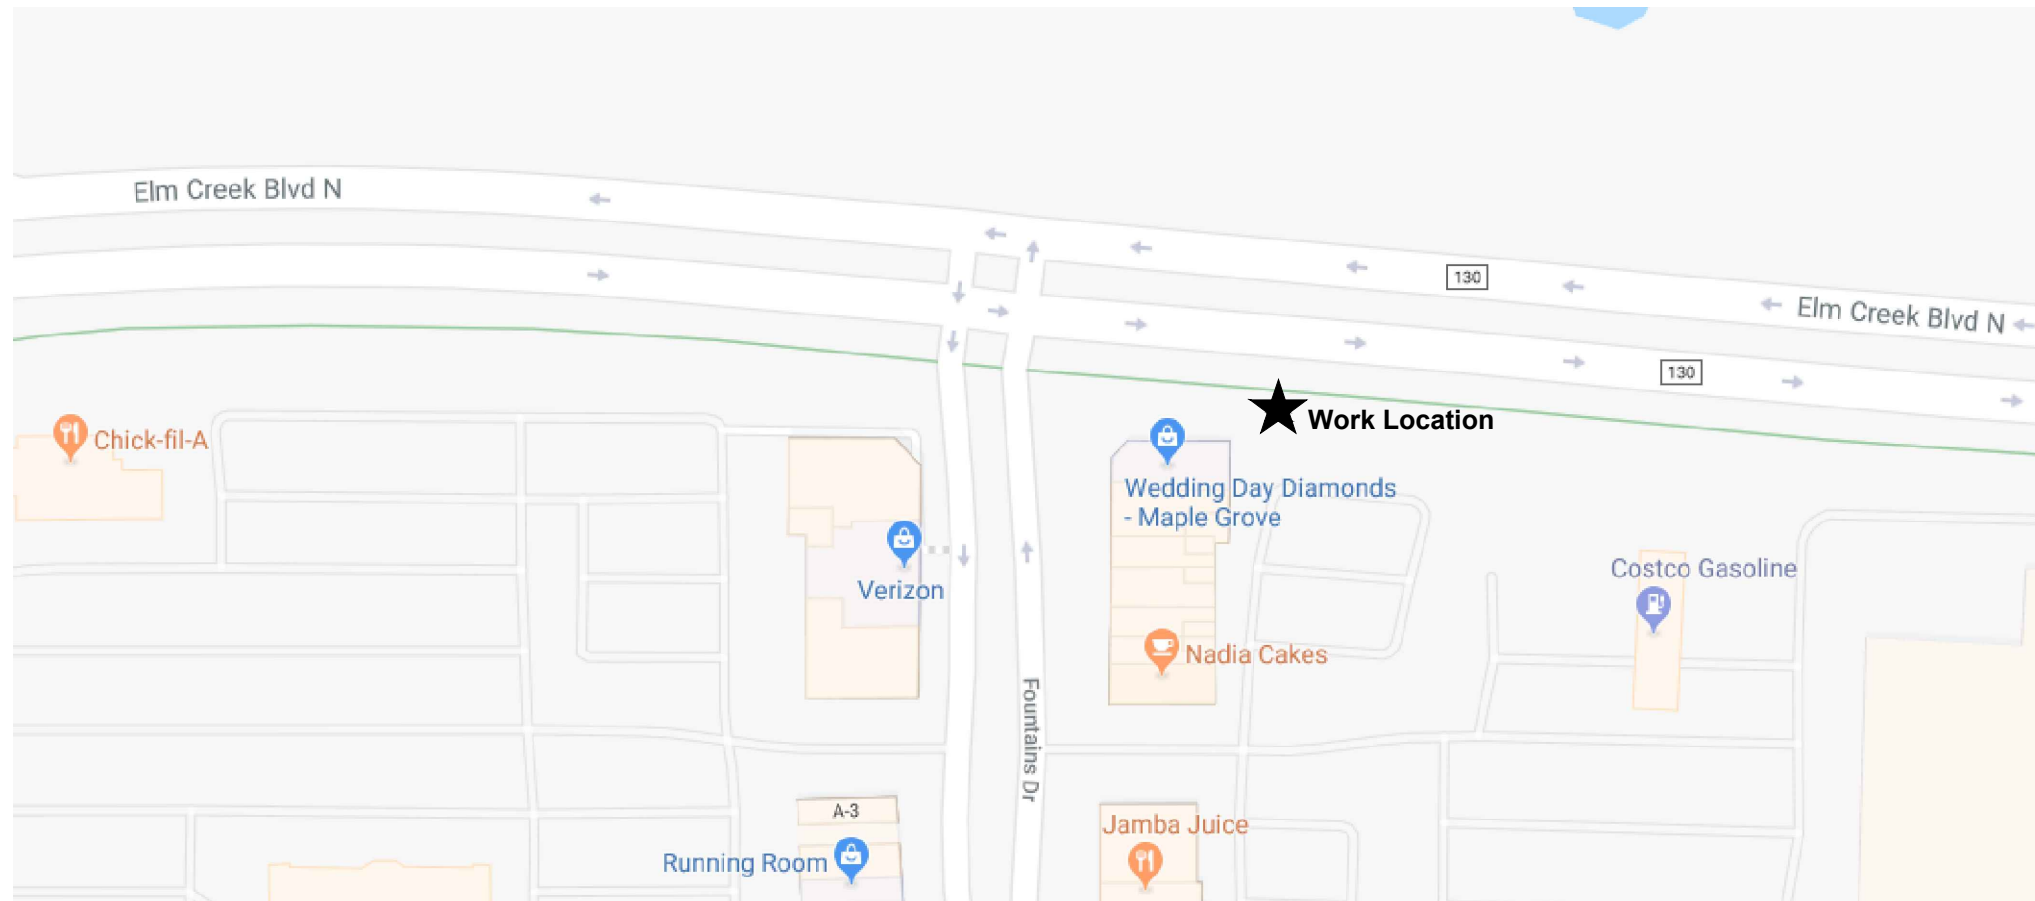 Elm Creek Blvd N
130
Elm Creek Blvd N
130
Chick-fil-A
Work Location
Wedding Day Diamonds
- Maple Grove
Verizon
Costco Gasoline
Nadia Cakes
Fountains Dr
A-3
Jamba Juice
Running Room